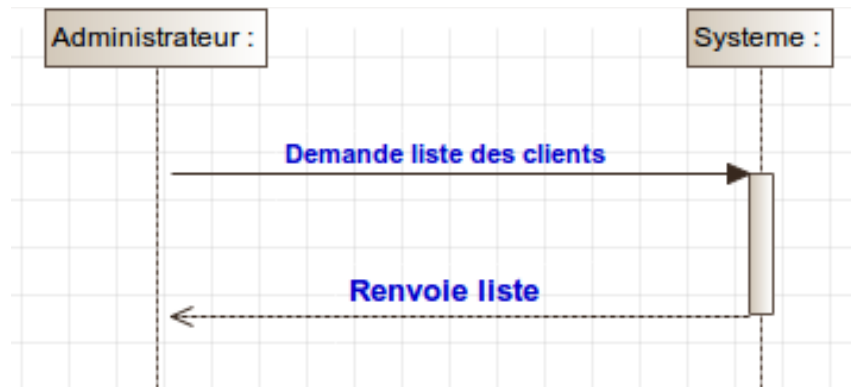 Administrateur :
Systeme :
Demande liste des clients
Renvoie liste